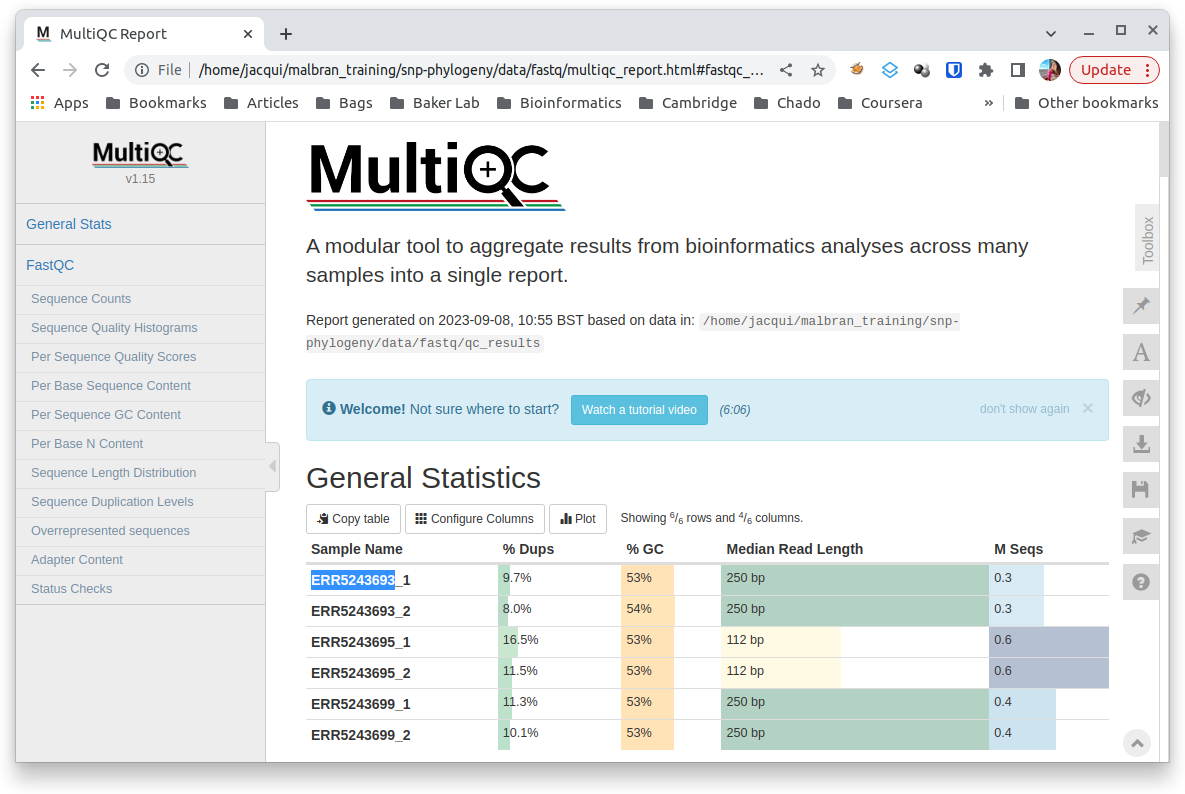 M MultiQC Report
File /home/jacqui/malbran_training/snp-phylogeny/data/fastq/multiqc_report.html#fastqc_... Update
Apps Bookmarks Articles Bags Baker Lab Bioinformatics Cambridge Chado Coursera » Other bookmarks
MultiQC
v1.15
General Stats
FastQC
Sequence Counts
Sequence Quality Histograms
Per Sequence Quality Scores
Per Base Sequence Content
Per Sequence GC Content
Per Base N Content
Sequence Length Distribution
Sequence Duplication Levels
Overrepresented sequences
Adapter Content
Status Checks
MultiQC
A modular tool to aggregate results from bioinformatics analyses across many
samples into a single report.
Report generated on 2023-09-08, 10:55 BST based on data in: /home/jacqui/malbran_training/snp-
phylogeny/data/fastq/qc_results
Welcome! Not sure where to start? Watch a tutorial video (6:06) don't show again ×
General Statistics
Copy table Configure Columns Plot Showing 6/6 rows and 4/6 columns.
Sample Name % Dups % GC Median Read Length M Seqs
ERR5243693_1 9.7% 53% 250 bp 0.3
ERR5243693_2 8.0% 54% 250 bp 0.3
ERR5243695_1 16.5% 53% 112 bp 0.6
ERR5243695_2 11.5% 53% 112 bp 0.6
ERR5243699_1 11.3% 53% 250 bp 0.4
ERR5243699_2 10.1% 53% 250 bp 0.4
Toolbox
A